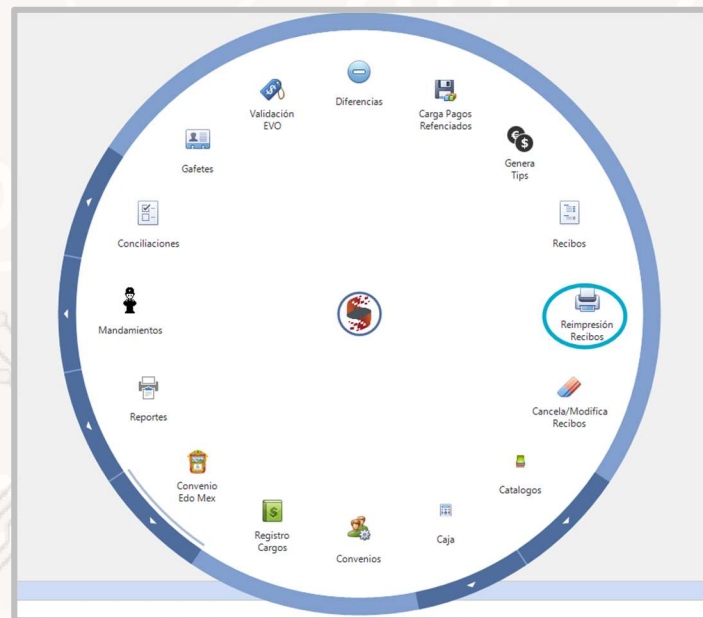 Diferencias
Carga Pagos
Refenciados
Genera
Tips
Recibos
Reimpresión
Recibos
Cancela/Modifica
Recibos
Catalogos
Caja
Convenios
Registro
Cargos
Convenio
Edo Mex
Reportes
Mandamientos
Conciliaciones
Gafetes
Validación
EVO